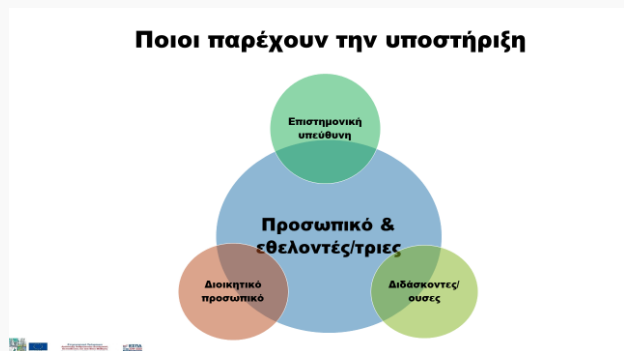 Ποιοι παρέχουν την υποστήριξη
Επιστημονική
υπεύθυνη
Προσωπικό &
εθελοντές/τριες
Διοικητικό
προσωπικό
Διδάσκοντες/
ουσες